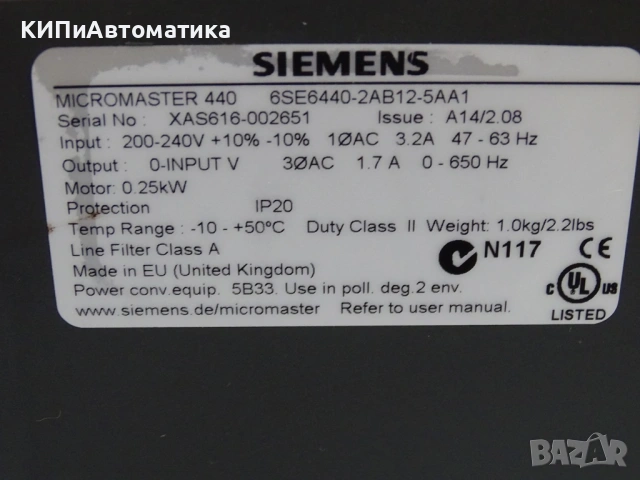 КИПиАвтоматика
SIEMENS
MICROMASTER 440 6SE6440-2AB12-5AA1
Serial No : XAS616-002651 Issue : A14/2.08
Input : 200-240V +10% -10% 1ØAC 3.2A 47 - 63 Hz
Output : 0-INPUT V 3ØAC 1.7 A 0 - 650 Hz
Motor: 0.25kW
Protection IP20
Temp Range : -10 - +50°C Duty Class II Weight: 1.0kg/2.2lbs
Line Filter Class A
N117 CE
Made in EU (United Kingdom)
Power conv.equip. 5B33. Use in poll. deg.2 env.
C UL US
www.siemens.de/micromaster Refer to user manual.
LISTED
BAZAR